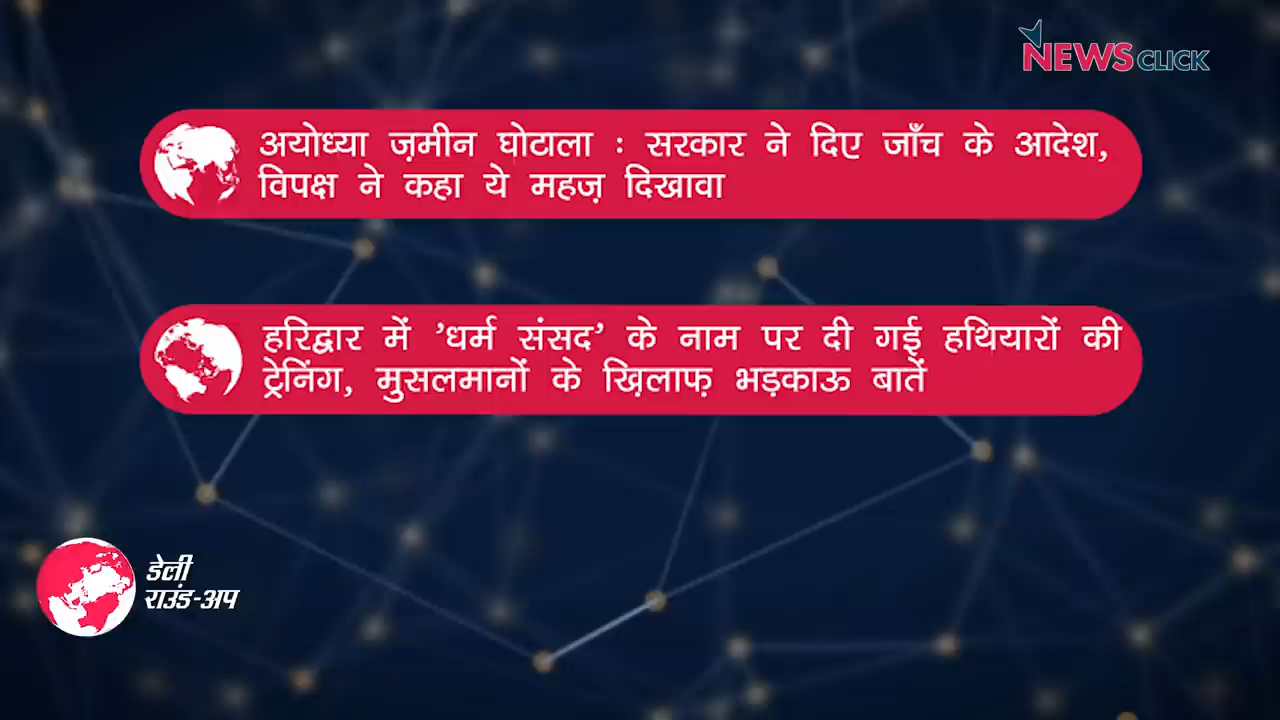 NEWSCLICK
अयोध्या ज़मीन घोटाला : सरकार ने दिए जाँच के आदेश,
विपक्ष ने कहा ये महज़ दिखावा
हरिद्वार में ’धर्म संसद’ के नाम पर दी गई हथियारों की
ट्रेनिंग, मुसलमानों के ख़िलाफ़ भड़काऊ बातें
डेली
राउंड-अप